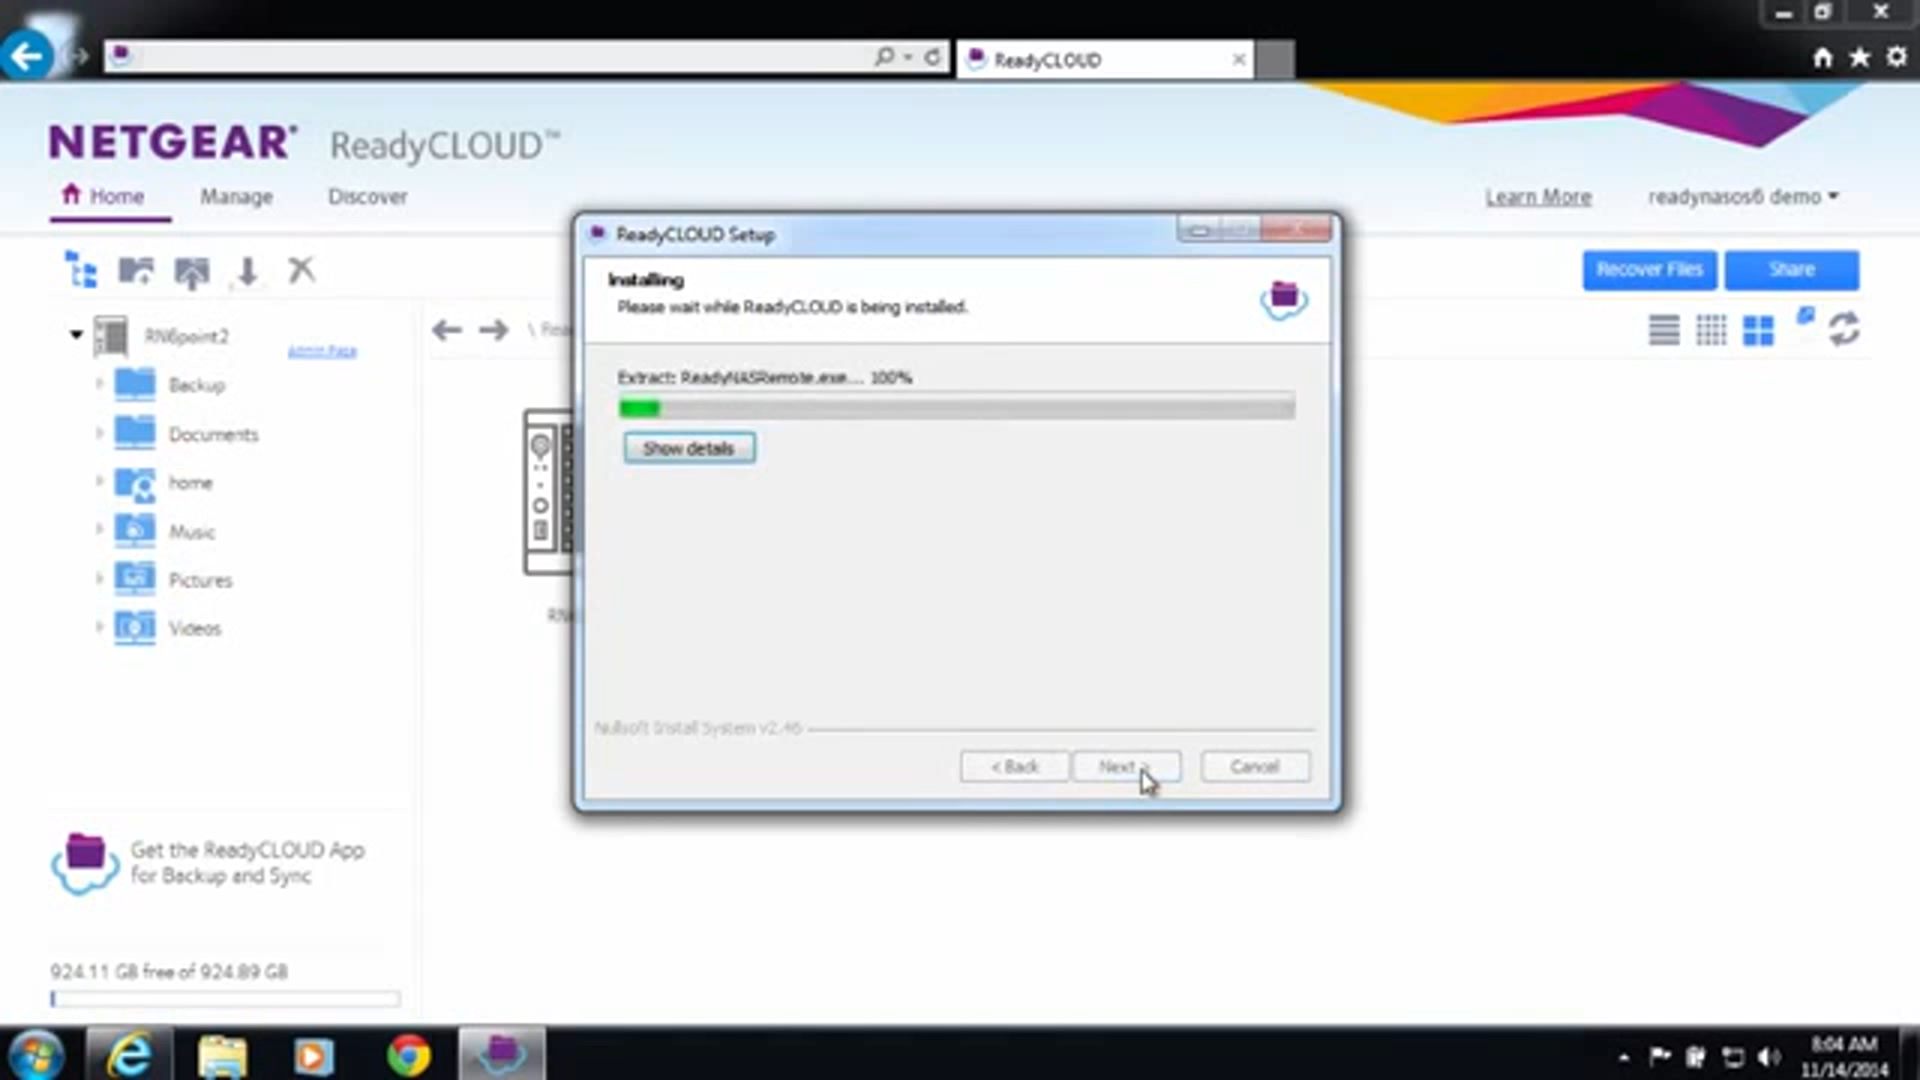 ReadyCLOUD
NETGEAR® ReadyCLOUD™
Home Manage Discover
Learn More readynasos6 demo
ReadyCLOUD Setup
Installing
Please wait while ReadyCLOUD is being installed.
Recover Files Share
RN6point2 Admin Page
Backup
Documents
home
Music
Pictures
Videos
Extract: ReadyNASRemote.exe... 100%
Show details
Nullsoft Install System v2.46
< Back Next > Cancel
Get the ReadyCLOUD App
for Backup and Sync
924.11 GB free of 924.89 GB
8:04 AM
11/14/2014